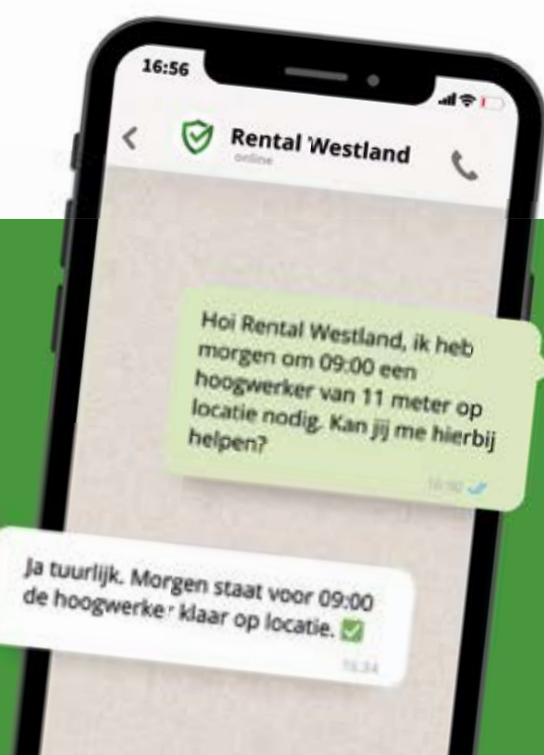 16:56
Rental Westland
online
Hoi Rental Westland, ik heb
morgen om 09:00 een
hoogwerker van 11 meter op
locatie nodig. Kan jij me hierbij
helpen?
Ja tuurlijk. Morgen staat voor 09:00
de hoogwerker klaar op locatie. ✅
16:34